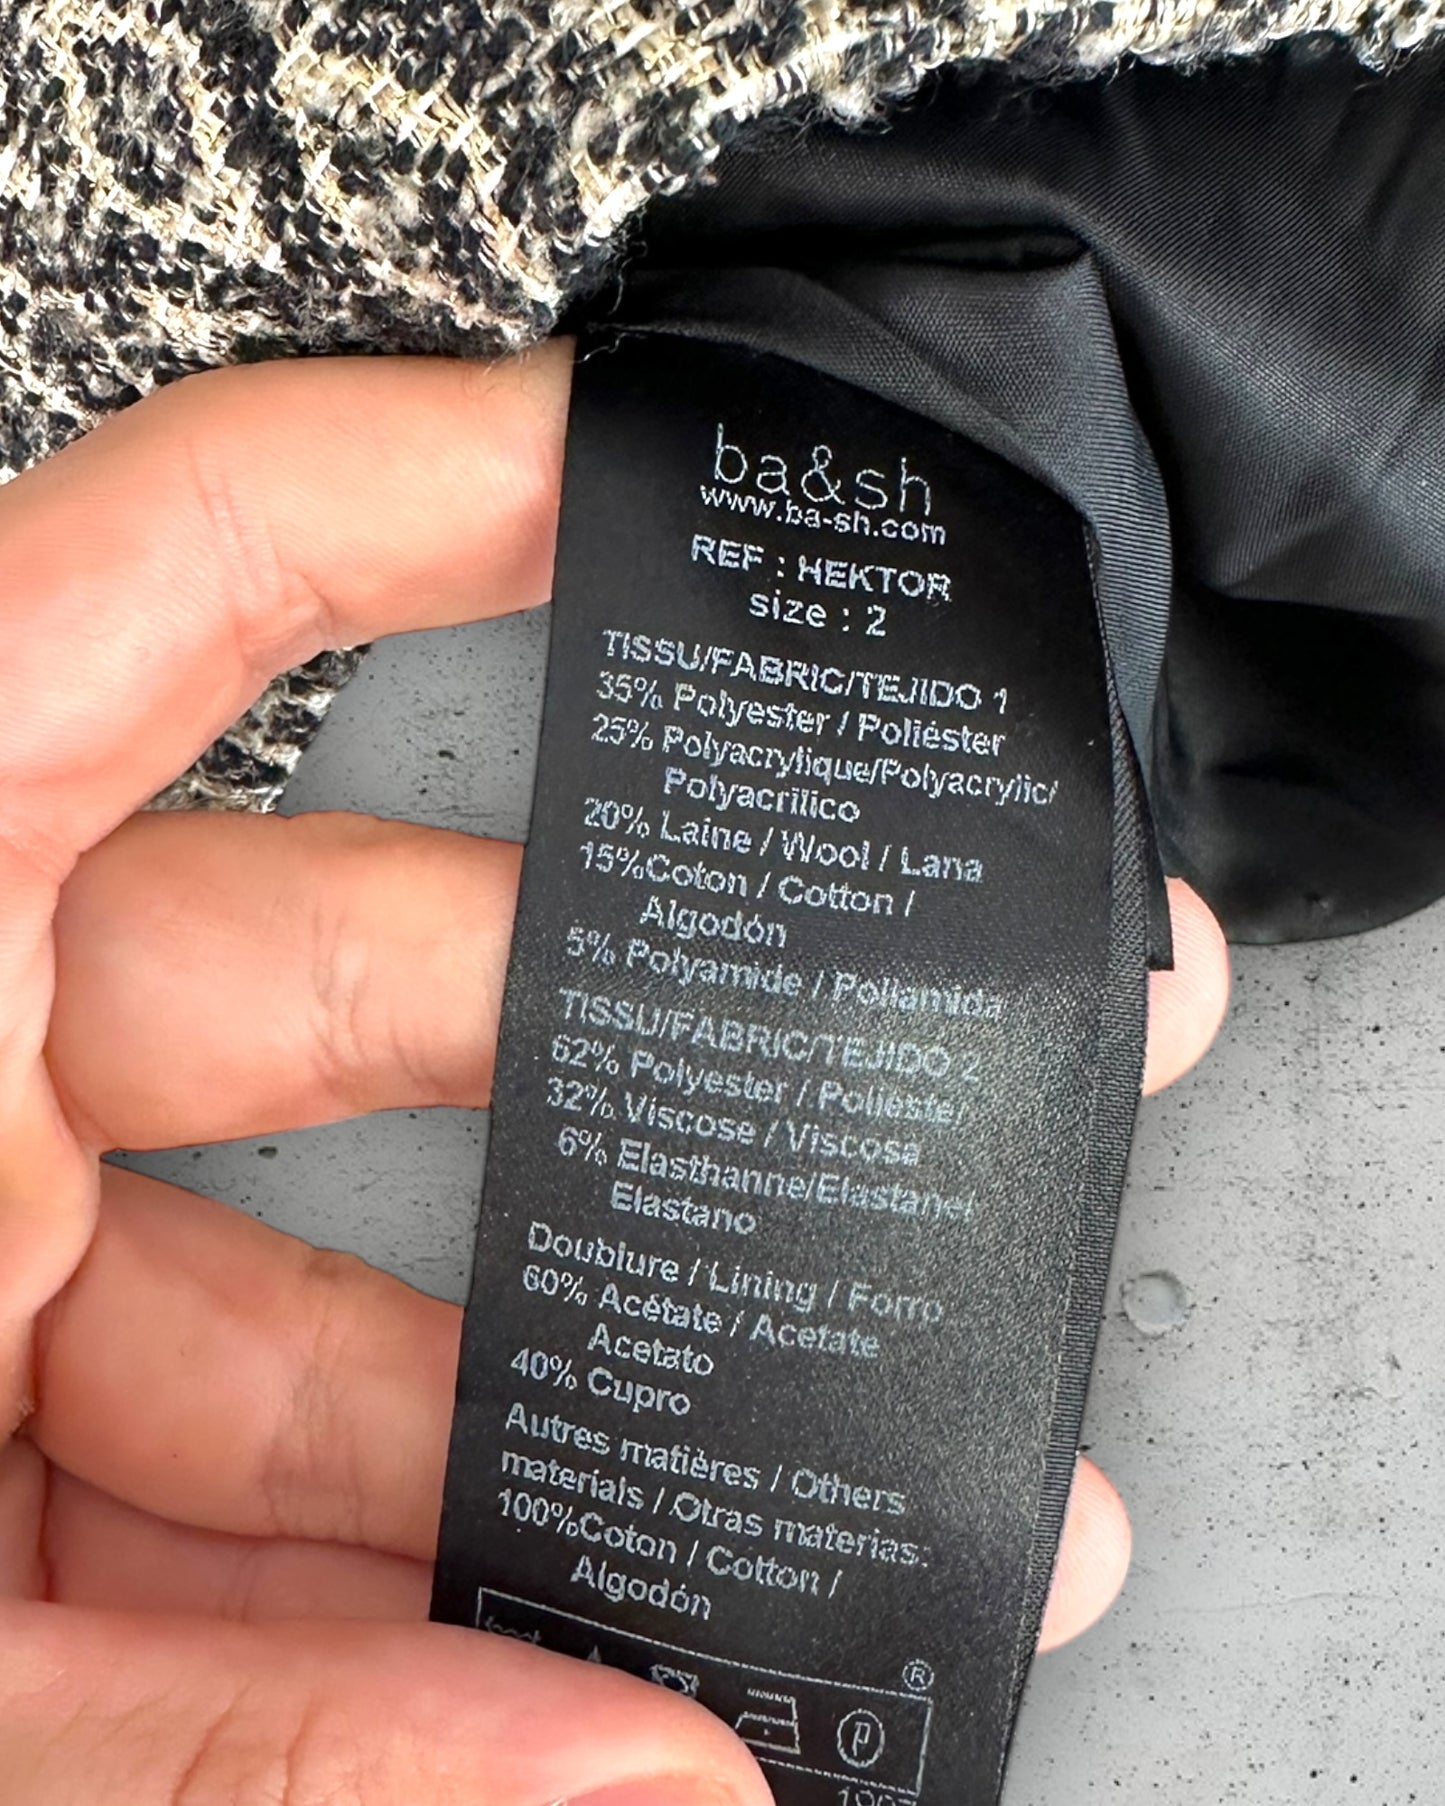 ba&sh
www.ba-sh.com
REF : HEKTOR
size : 2
TISSU/FABRIC/TEJIDO 1
35% Polyester / Poliéster
25% Polyacrylique/Polyacrylic/
Polyacrilico
20% Laine / Wool / Lana
15%Coton / Cotton /
Algodón
5% Polyamide / Poliamida
TISSU/FABRIC/TEJIDO 2
62% Polyester / Poliéster
32% Viscose / Viscosa
6% Elasthanne/Elastane/
Elastano
Doublure / Lining / Forro
60% Acétate / Acetate
Acetato
40% Cupro
Autres matières / Others
materials / Otras materias:
100%Coton / Cotton /
Algodón
®
P